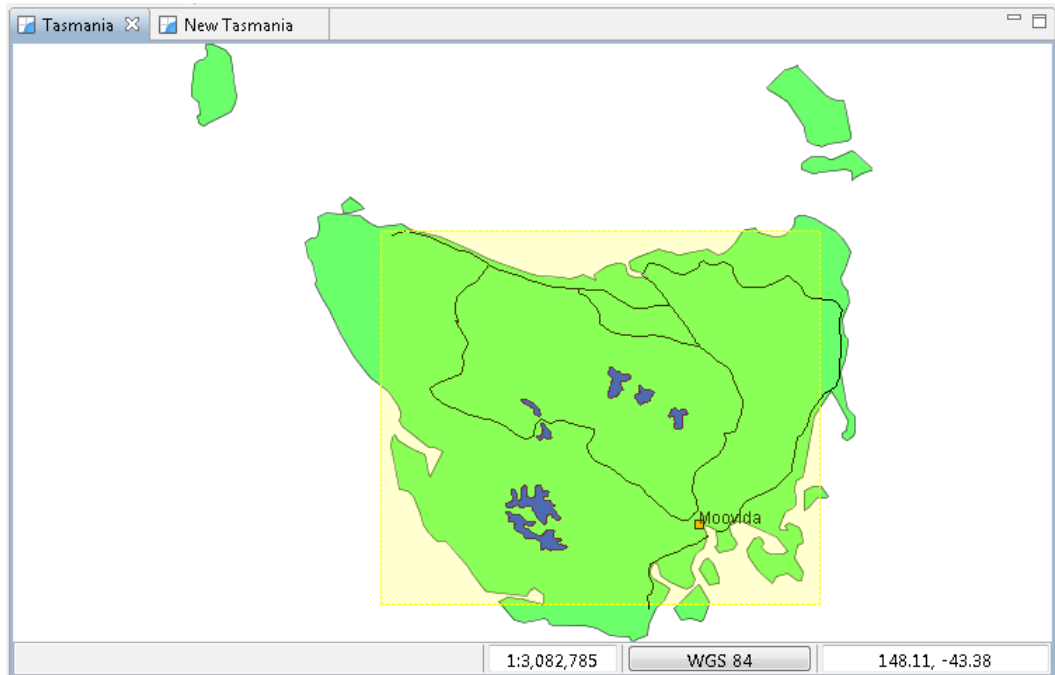 Tasmania
New Tasmania
Moovida
1:3,082,785
WGS 84
148.11, -43.38